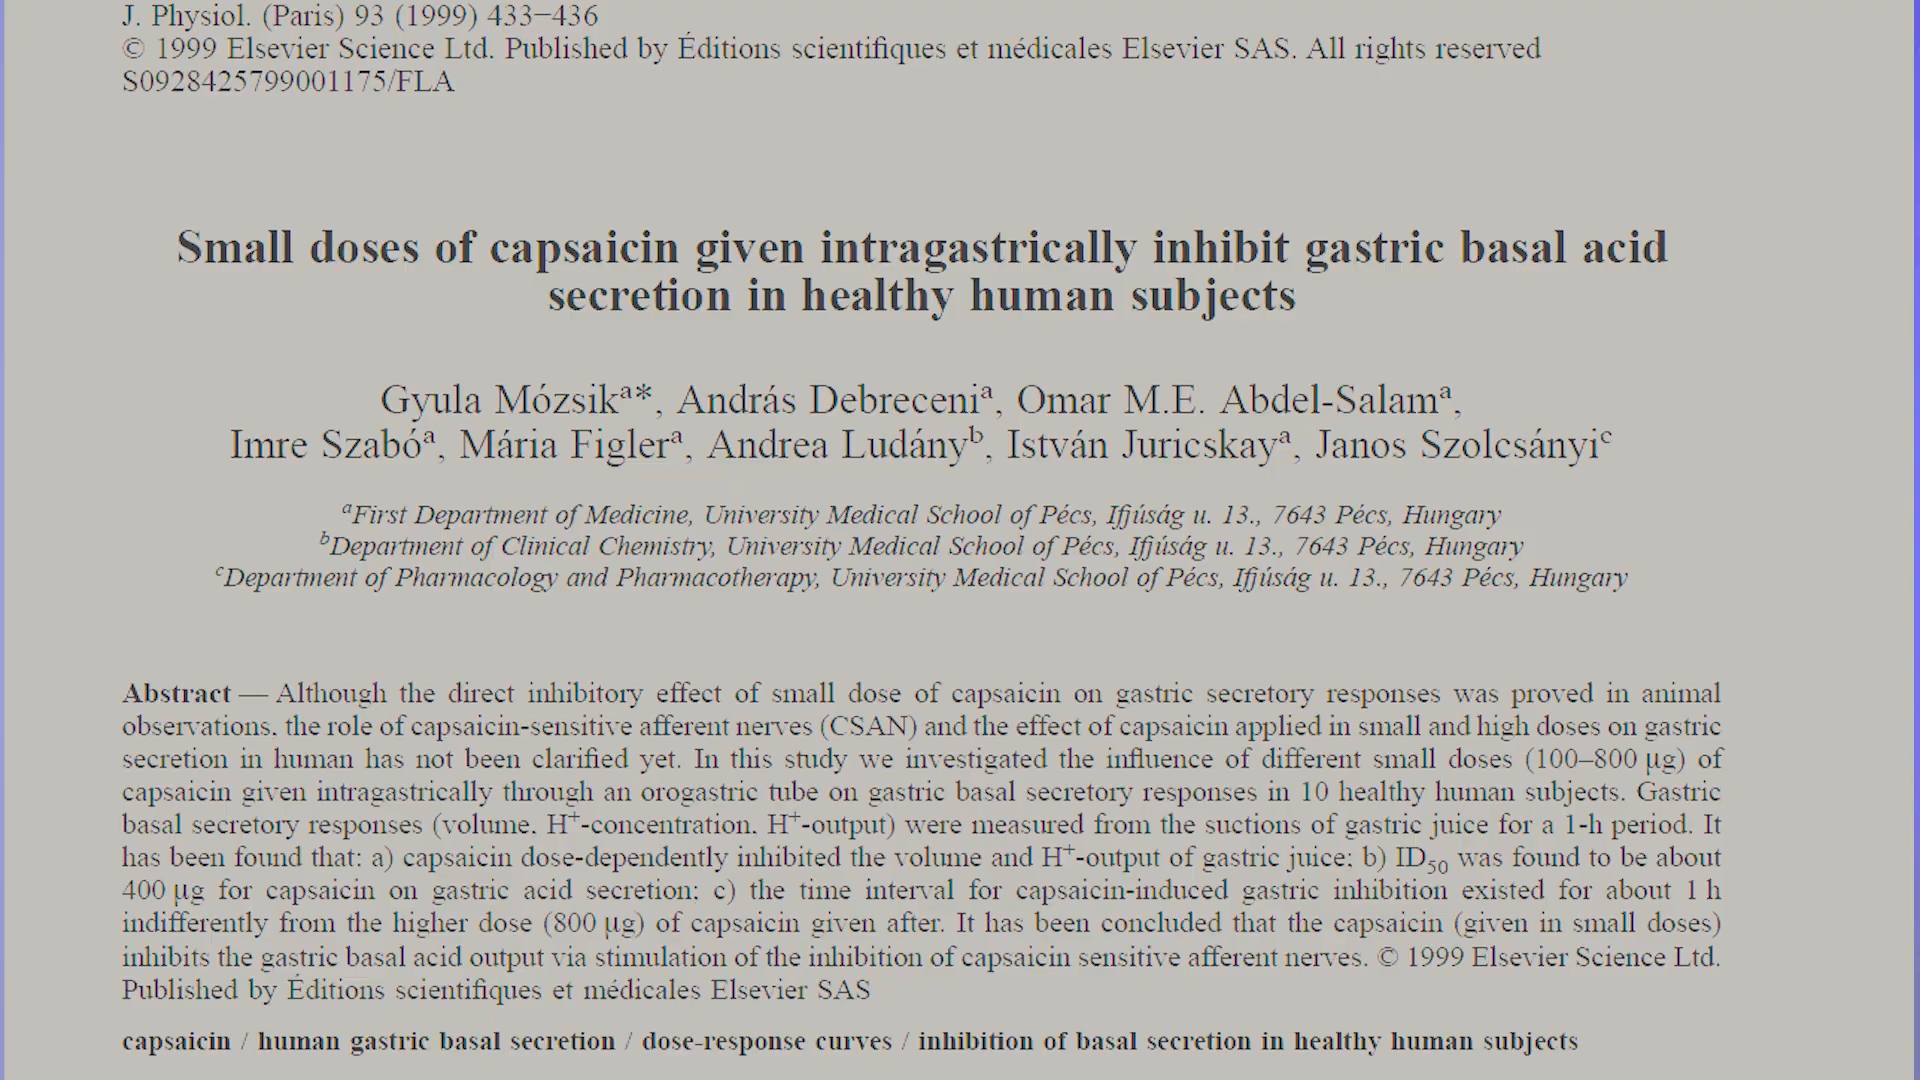 J. Physiol. (Paris) 93 (1999) 433−436
© 1999 Elsevier Science Ltd. Published by Éditions scientifiques et médicales Elsevier SAS. All rights reserved
S0928425799001175/FLA
Small doses of capsaicin given intragastrically inhibit gastric basal acid
secretion in healthy human subjects
Gyula Mózsikᵃ*, András Debreceniᵃ, Omar M.E. Abdel-Salamᵃ,
Imre Szabóᵃ, Mária Figlerᵃ, Andrea Ludányᵇ, István Juricskayᵃ, Janos Szolcsányiᶜ
ᵃFirst Department of Medicine, University Medical School of Pécs, Ifjúság u. 13., 7643 Pécs, Hungary
ᵇDepartment of Clinical Chemistry, University Medical School of Pécs, Ifjúság u. 13., 7643 Pécs, Hungary
ᶜDepartment of Pharmacology and Pharmacotherapy, University Medical School of Pécs, Ifjúság u. 13., 7643 Pécs, Hungary
Abstract — Although the direct inhibitory effect of small dose of capsaicin on gastric secretory responses was proved in animal
observations, the role of capsaicin-sensitive afferent nerves (CSAN) and the effect of capsaicin applied in small and high doses on gastric
secretion in human has not been clarified yet. In this study we investigated the influence of different small doses (100–800 µg) of
capsaicin given intragastrically through an orogastric tube on gastric basal secretory responses in 10 healthy human subjects. Gastric
basal secretory responses (volume, H⁺-concentration, H⁺-output) were measured from the suctions of gastric juice for a 1-h period. It
has been found that: a) capsaicin dose-dependently inhibited the volume and H⁺-output of gastric juice; b) ID₅₀ was found to be about
400 µg for capsaicin on gastric acid secretion; c) the time interval for capsaicin-induced gastric inhibition existed for about 1 h
indifferently from the higher dose (800 µg) of capsaicin given after. It has been concluded that the capsaicin (given in small doses)
inhibits the gastric basal acid output via stimulation of the inhibition of capsaicin sensitive afferent nerves. © 1999 Elsevier Science Ltd.
Published by Éditions scientifiques et médicales Elsevier SAS
capsaicin / human gastric basal secretion / dose-response curves / inhibition of basal secretion in healthy human subjects